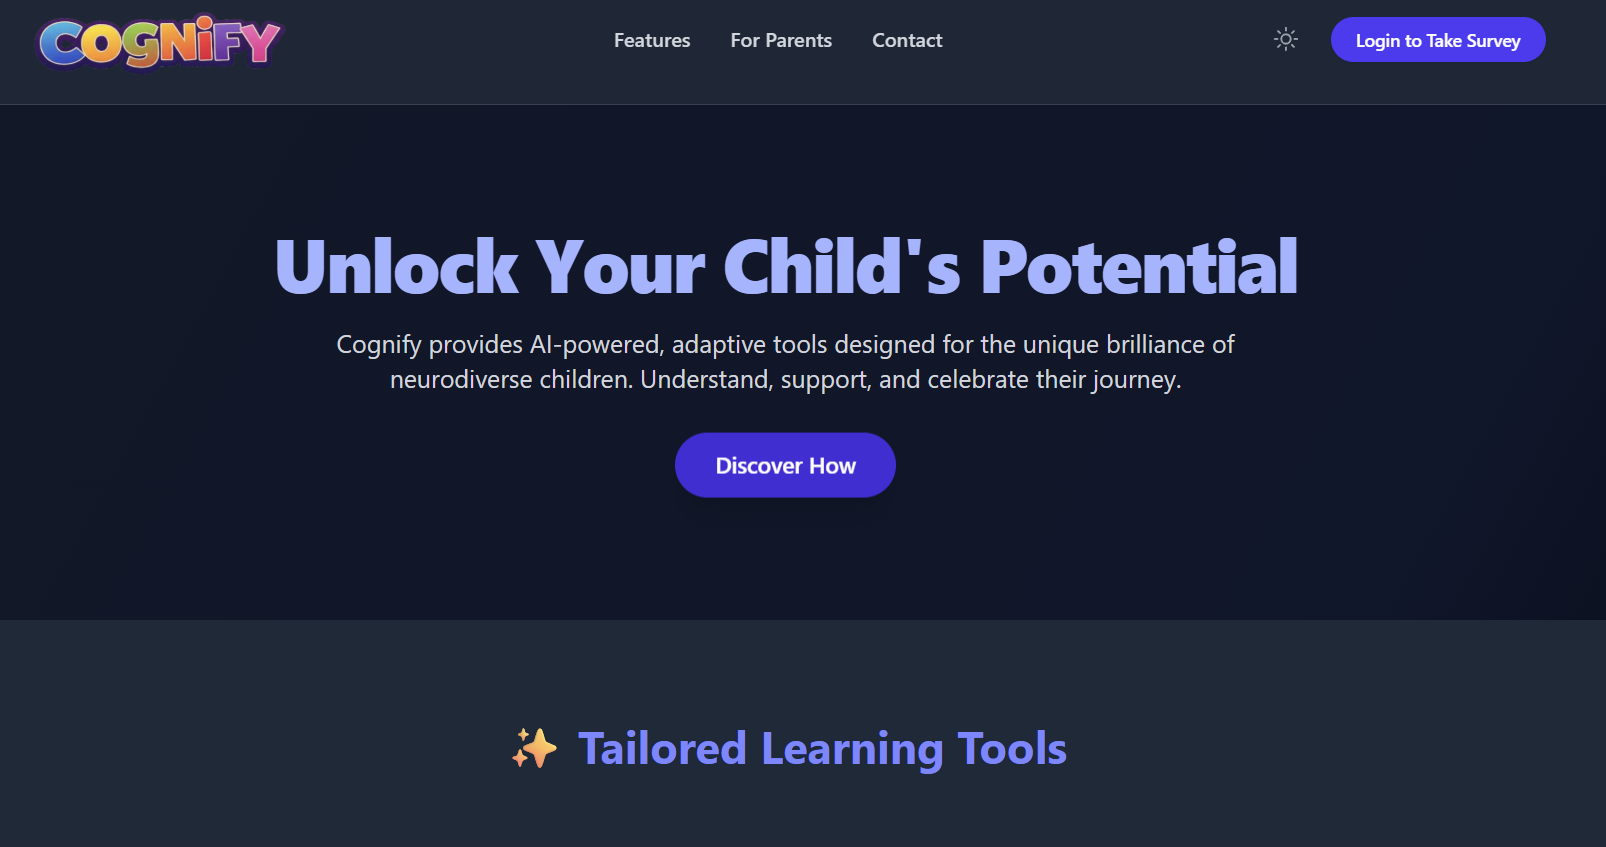 COGNiFY
Features
For Parents
Contact
Login to Take Survey
Unlock Your Child's Potential
Cognify provides AI-powered, adaptive tools designed for the unique brilliance of
neurodiverse children. Understand, support, and celebrate their journey.
Discover How
✨ Tailored Learning Tools